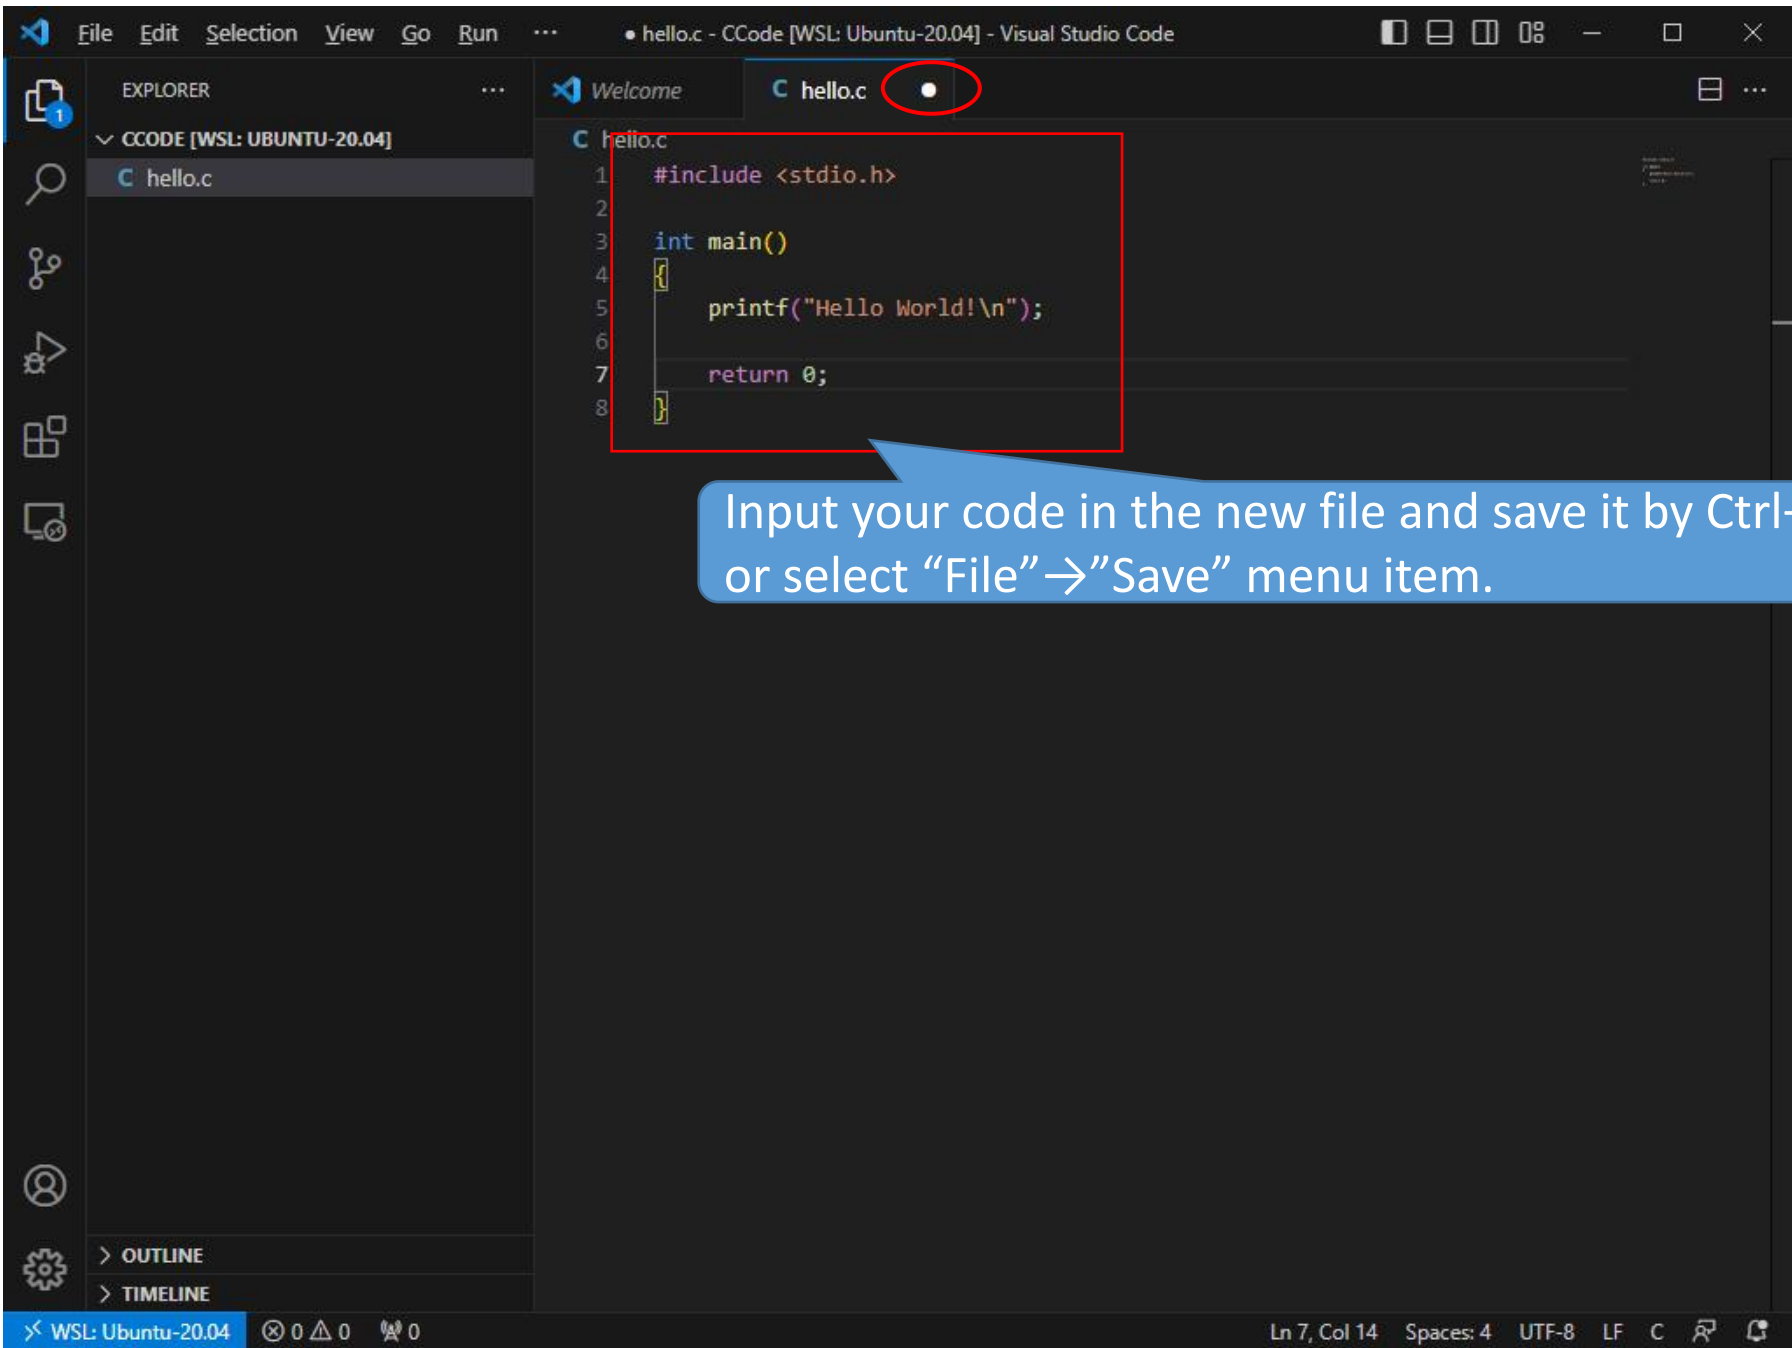 File Edit Selection View Go Run ··· ● hello.c - CCode [WSL: Ubuntu-20.04] - Visual Studio Code
EXPLORER ···
Welcome C hello.c ●
CCODE [WSL: UBUNTU-20.04]
C hello.c
C hello.c
1 #include <stdio.h>
2
3 int main()
4 {
5 printf("Hello World!\n");
6
7 return 0;
8 }
Input your code in the new file and save it by Ctrl-
or select “File”→”Save” menu item.
1
OUTLINE
TIMELINE
WSL: Ubuntu-20.04 0 0 0 Ln 7, Col 14 Spaces: 4 UTF-8 LF C